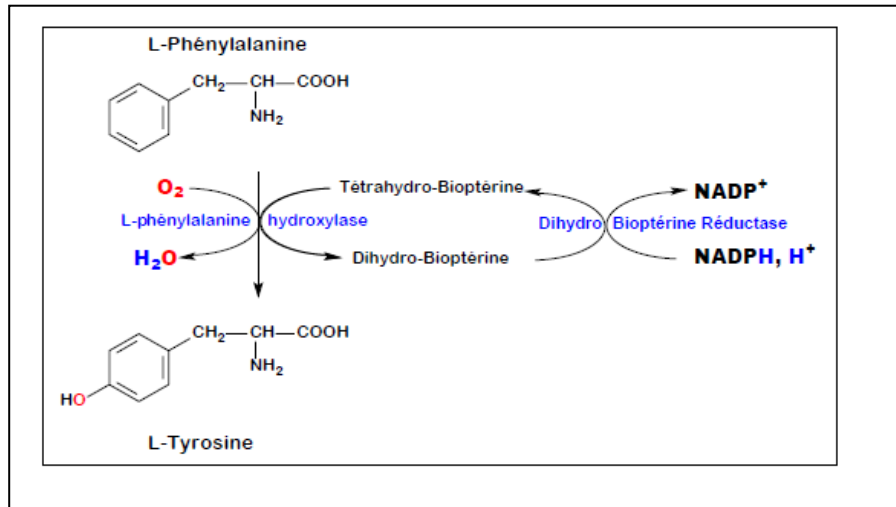 L-Phénylalanine
CH₂—CH—COOH
NH₂
O₂
Tétrahydro-Bioptérine
NADP⁺
L-phénylalanine hydroxylase
Dihydro Bioptérine Réductase
H₂O
Dihydro-Bioptérine
NADPH, H⁺
CH₂—CH—COOH
NH₂
HO
L-Tyrosine